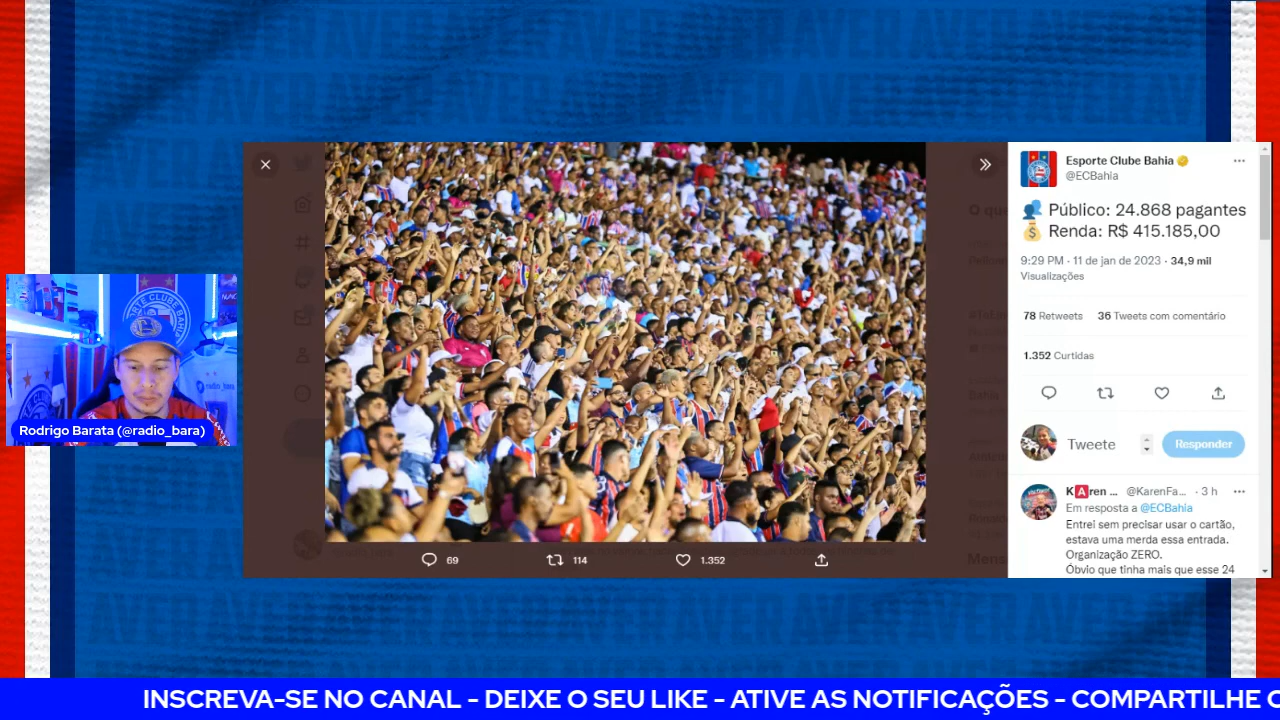 Esporte Clube Bahia
@ECBahia
Público: 24.868 pagantes
Renda: R$ 415.185,00
9:29 PM · 11 de jan de 2023 · 34,9 mil
Visualizações
78 Retweets 36 Tweets com comentário
1.352 Curtidas
Tweete
Responder
K🅰ren ... @KarenFa... · 3 h
Em resposta a @ECBahia
Entrei sem precisar usar o cartão,
estava uma merda essa entrada.
Organização ZERO.
Óbvio que tinha mais que esse 24
69 114 1.352
Rodrigo Barata (@radio_bara)
INSCREVA-SE NO CANAL - DEIXE O SEU LIKE - ATIVE AS NOTIFICAÇÕES - COMPARTILHE